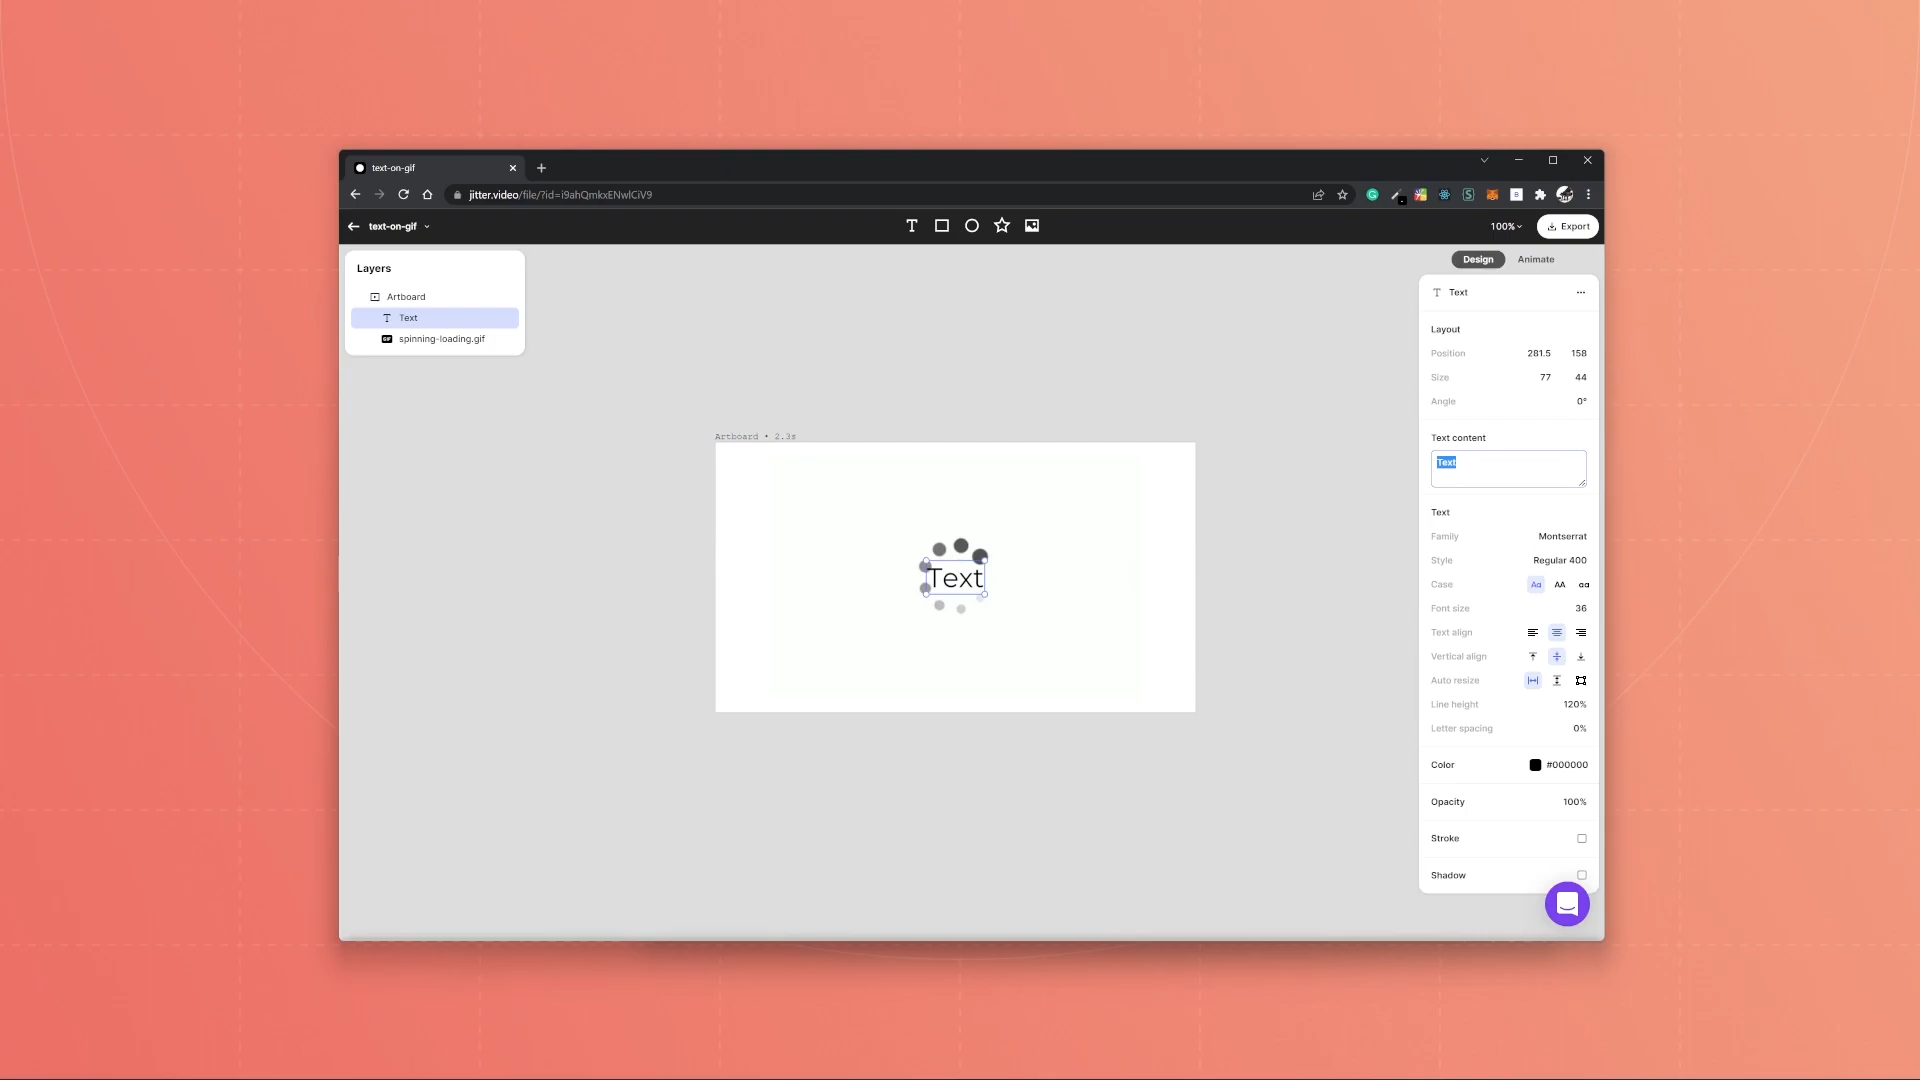 text-on-gif
jitter.video/file/?id=i9ahQmkxENwlCiV9
text-on-gif
100%
Export
Layers
Artboard
Text
GIF
spinning-loading.gif
Design
Animate
Text
Layout
Position 281.5 158
Size 77 44
Angle 0°
Text content
Text
Text
Family Montserrat
Style Regular 400
Case Aa AA aa
Font size 36
Text align
Vertical align
Auto resize
Line height 120%
Letter spacing 0%
Color #000000
Opacity 100%
Stroke
Shadow
Artboard • 2.3s
Text